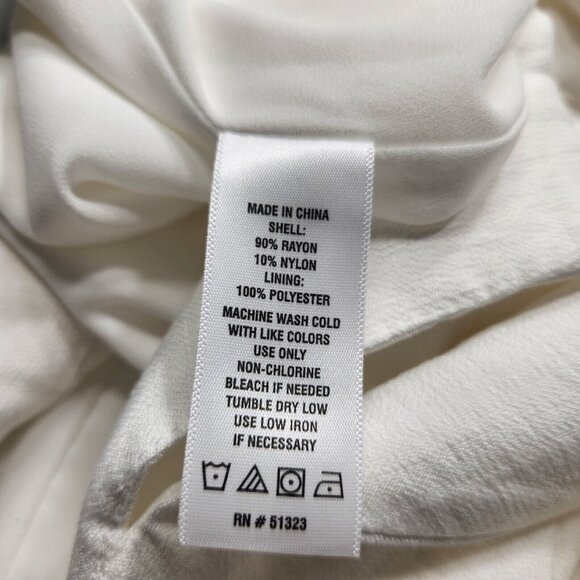 MADE IN CHINA
SHELL:
90% RAYON
10% NYLON
LINING:
100% POLYESTER
MACHINE WASH COLD
WITH LIKE COLORS
USE ONLY
NON-CHLORINE
BLEACH IF NEEDED
TUMBLE DRY LOW
USE LOW IRON
IF NECESSARY
RN # 51323